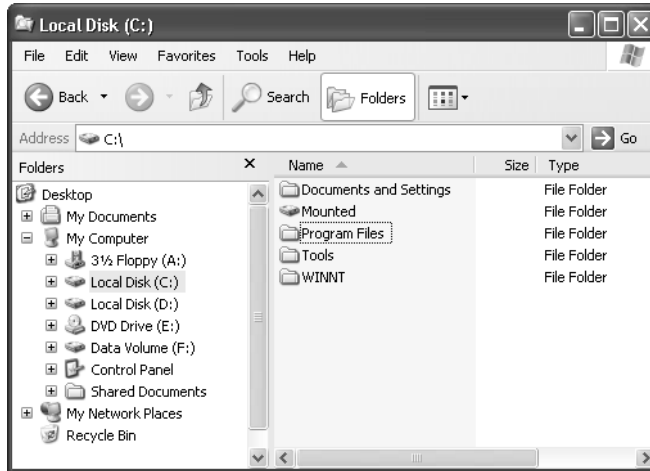 Local Disk (C:)
File Edit View Favorites Tools Help
Back Search Folders
Address C:\ Go
Folders x Name Size Type
Desktop
My Documents
My Computer
3½ Floppy (A:)
Local Disk (C:)
Local Disk (D:)
DVD Drive (E:)
Data Volume (F:)
Control Panel
Shared Documents
My Network Places
Recycle Bin
Documents and Settings File Folder
Mounted File Folder
Program Files File Folder
Tools File Folder
WINNT File Folder